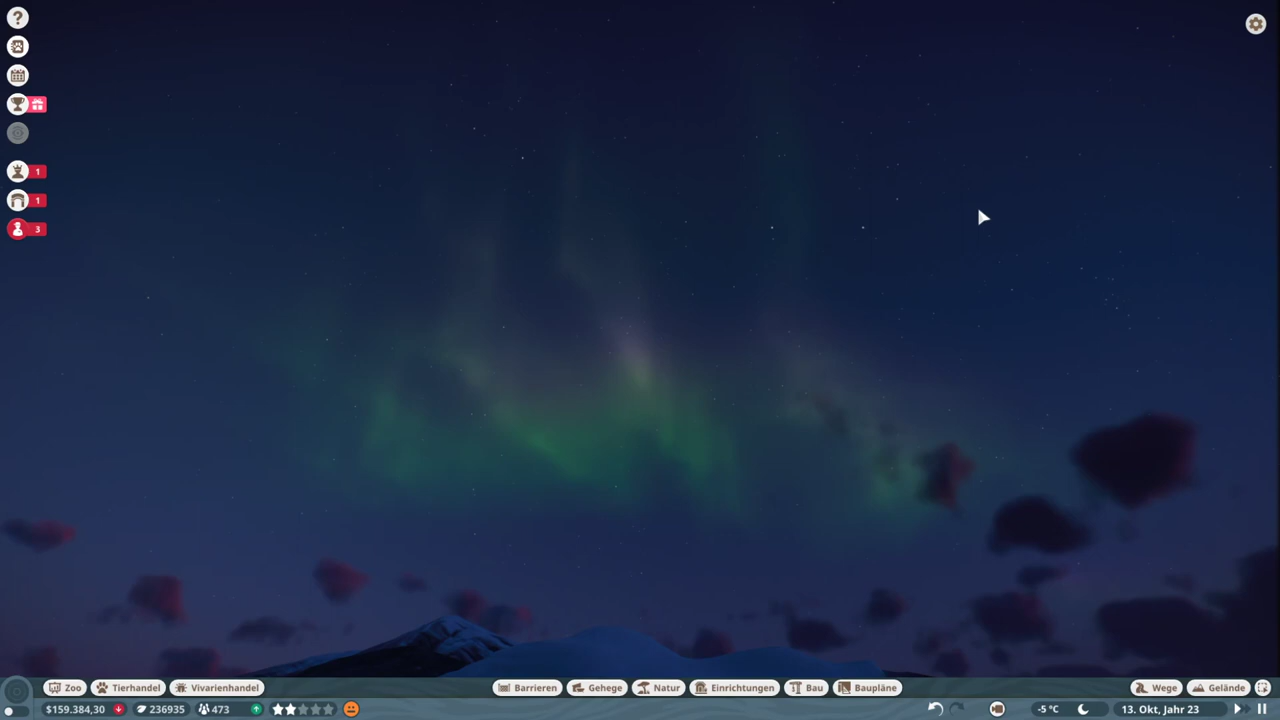 ?
1
1
3
Zoo
Tierhandel
Vivarienhandel
Barrieren
Gehege
Natur
Einrichtungen
Bau
Baupläne
Wege
Gelände
$159.384,30
236935
473
-5 °C
13. Okt, Jahr 23